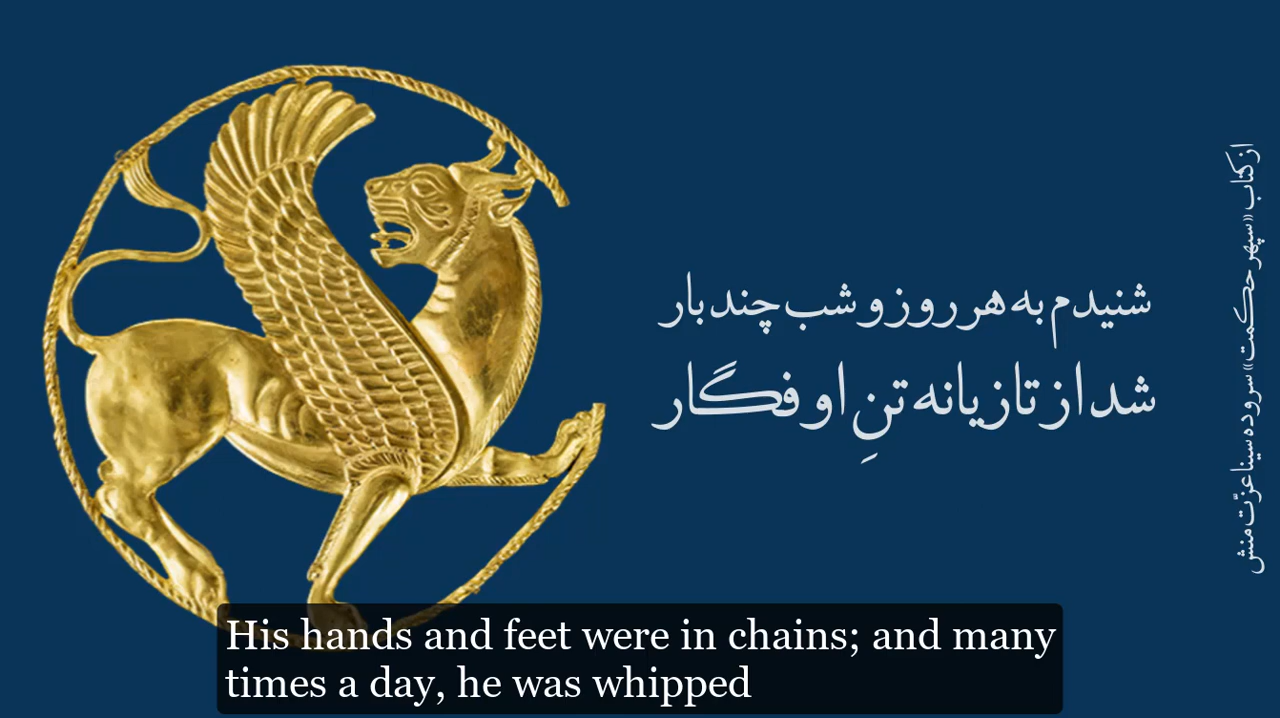 شنیدم به هر روز و شب چند بار
شد از تازیانه تنِ او فگار
از کتاب «سپهر حکمت» سروده سینا عزّت منش
His hands and feet were in chains; and many
times a day, he was whipped